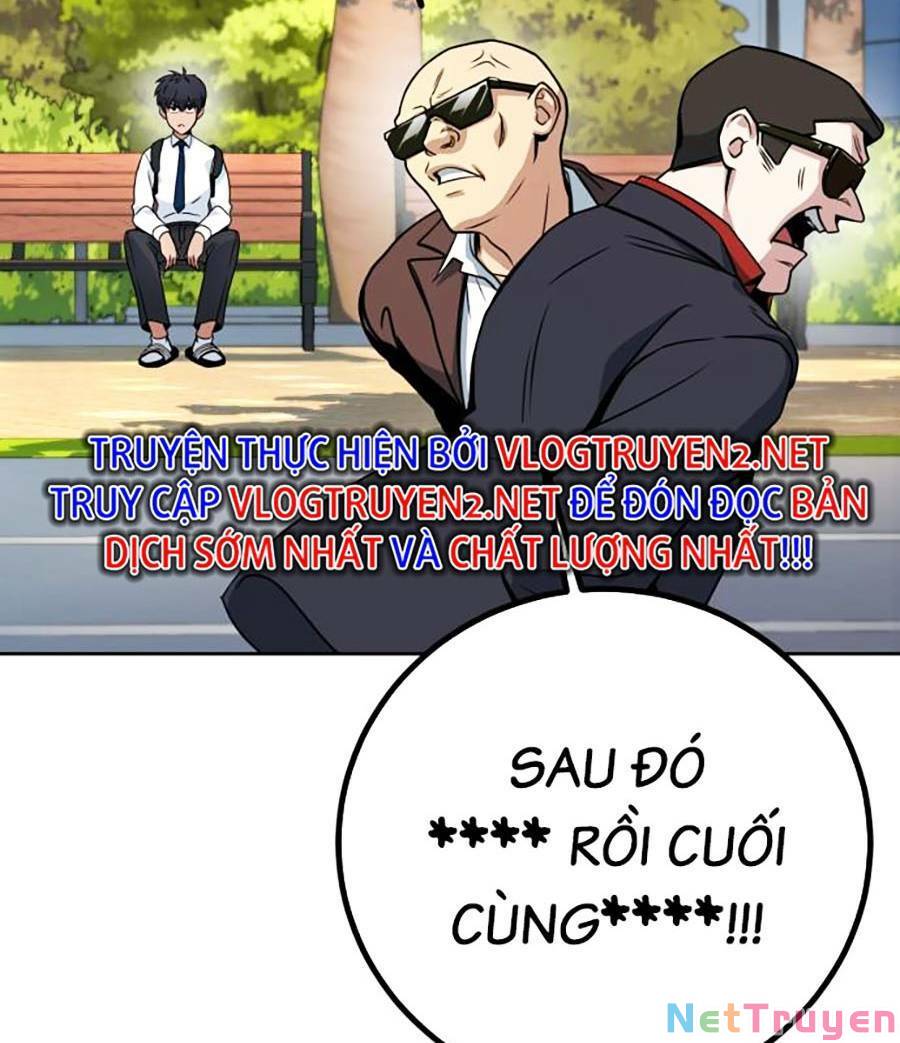 TRUYỆN THỰC HIỆN BỞI VLOGTRUYEN2.NET
TRUY CẬP VLOGTRUYEN2.NET ĐỂ ĐÓN ĐỌC BẢN
DỊCH SỚM NHẤT VÀ CHẤT LƯỢNG NHẤT!!!
SAU ĐÓ
**** RỒI CUỐI
CÙNG****!!!
NetTruyen